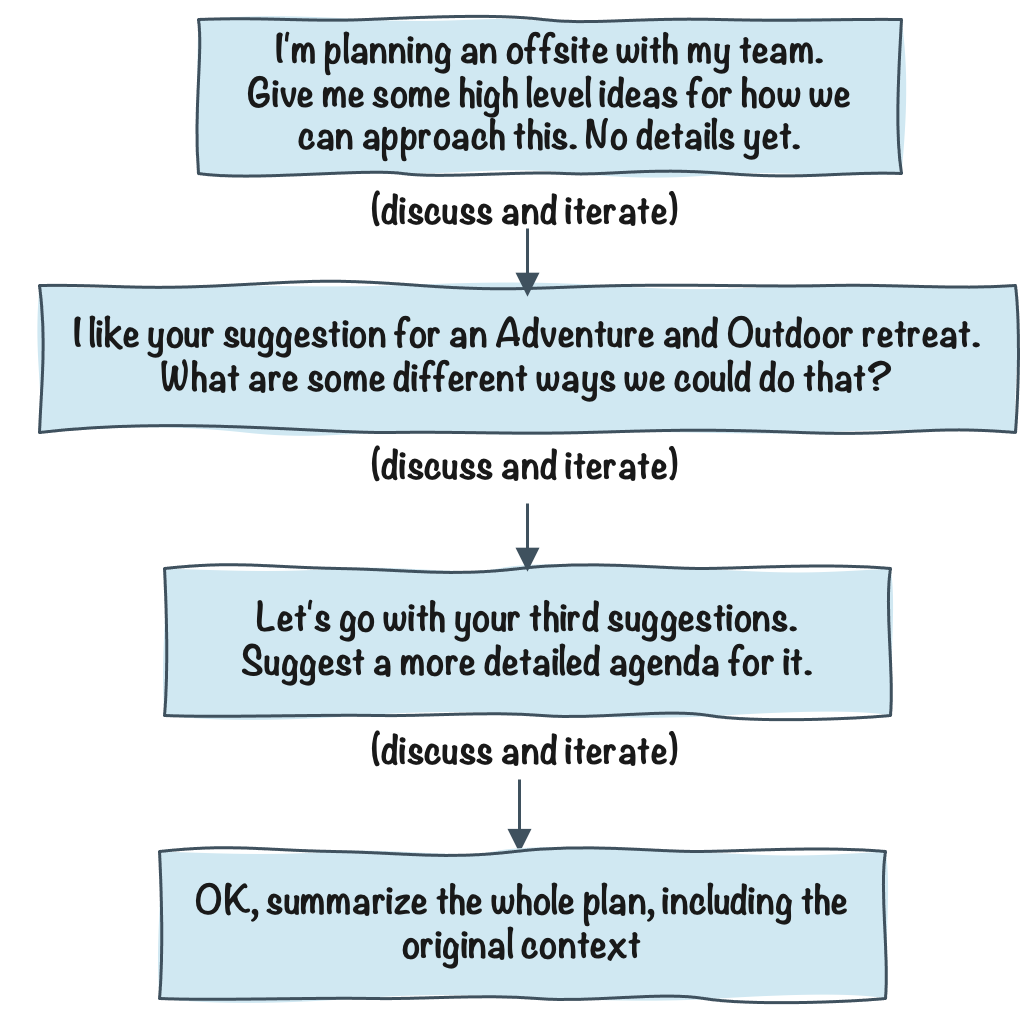 I'm planning an offsite with my team.
Give me some high level ideas for how we
can approach this. No details yet.
(discuss and iterate)
I like your suggestion for an Adventure and Outdoor retreat.
What are some different ways we could do that?
(discuss and iterate)
Let's go with your third suggestions.
Suggest a more detailed agenda for it.
(discuss and iterate)
OK, summarize the whole plan, including the
original context